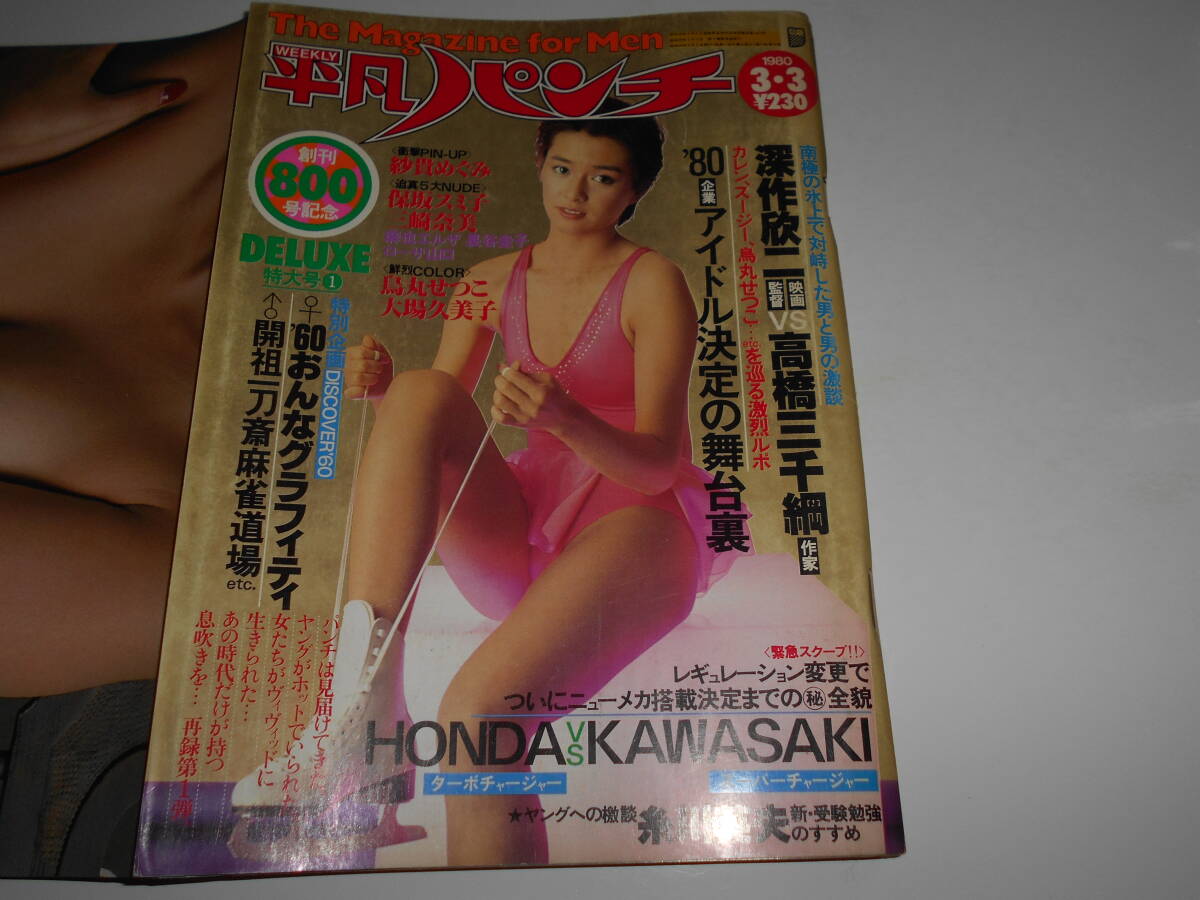 The Magazine for Men
WEEKLY
平凡パンチ
1980
3・3
¥230
創刊
800
号記念
DELUXE
特大号1
〈衝撃PIN-UP〉
紗貴めぐみ
〈迫真5大NUDE〉
保坂スミ子
三崎奈美
〈鮮烈COLOR〉
烏丸せつこ
大場久美子
南極の氷上で対峙した男と男の激談
深作欣二 映画監督 VS 高橋三千綱 作家
カレン、スージー、烏丸せつこ…etc.を巡る激烈ルポ
'80 企業 アイドル決定の舞台裏
特別企画 DISCOVER'60
♀'60おんなグラフィティ
♂開祖一刀斎麻雀道場 etc.
パンチは見届けてきた
ヤングがホットでいられた
女たちがヴィヴィッドに
生きられた…
あの時代だけが持つ
息吹きを… 再録第1弾
〈緊急スクープ!!〉
レギュレーション変更で
ついにニューメカ搭載決定までの㊙全貌
HONDA VS KAWASAKI
ターボチャージャー
スーパーチャージャー
★ヤングへの檄談
新・受験勉強
のすすめ